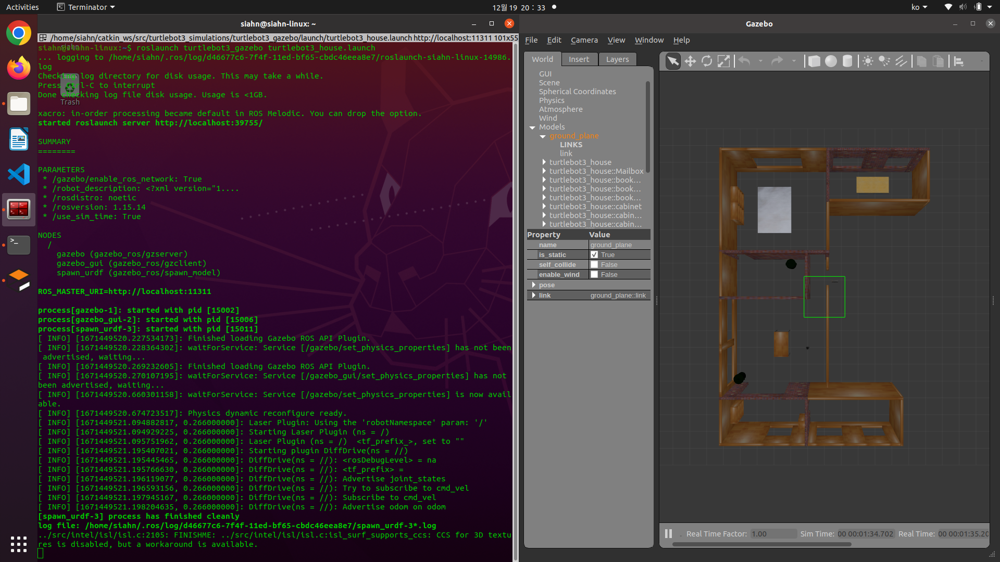 Activities
Terminator
12월 19 20 : 33
ko
siahn@siahn-linux: ~
/home/siahn/catkin_ws/src/turtlebot3_simulations/turtlebot3_gazebo/launch/turtlebot3_house.launch http://localhost:11311 101x55
siahn@siahn-linux:~$ roslaunch turtlebot3_gazebo turtlebot3_house.launch
... logging to /home/siahn/.ros/log/d46677c6-7f4f-11ed-bf65-cbdc46eea8e7/roslaunch-siahn-linux-14986.
log
Checking log directory for disk usage. This may take a while.
Press Ctrl-C to interrupt
Done checking log file disk usage. Usage is <1GB.
siahn
Trash
xacro: in-order processing became default in ROS Melodic. You can drop the option.
started roslaunch server http://localhost:39755/
SUMMARY
========
PARAMETERS
* /gazebo/enable_ros_network: True
* /robot_description: <?xml version="1....
* /rosdistro: noetic
* /rosversion: 1.15.14
* /use_sim_time: True
NODES
/
gazebo (gazebo_ros/gzserver)
gazebo_gui (gazebo_ros/gzclient)
spawn_urdf (gazebo_ros/spawn_model)
ROS_MASTER_URI=http://localhost:11311
process[gazebo-1]: started with pid [15002]
process[gazebo_gui-2]: started with pid [15006]
process[spawn_urdf-3]: started with pid [15011]
[ INFO] [1671449520.227534173]: Finished loading Gazebo ROS API Plugin.
[ INFO] [1671449520.228364302]: waitForService: Service [/gazebo/set_physics_properties] has not been
advertised, waiting...
[ INFO] [1671449520.269232605]: Finished loading Gazebo ROS API Plugin.
[ INFO] [1671449520.270107195]: waitForService: Service [/gazebo_gui/set_physics_properties] has not
been advertised, waiting...
[ INFO] [1671449520.660301158]: waitForService: Service [/gazebo/set_physics_properties] is now avail
able.
[ INFO] [1671449520.674723517]: Physics dynamic reconfigure ready.
[ INFO] [1671449521.094882817, 0.266000000]: Laser Plugin: Using the 'robotNamespace' param: '/'
[ INFO] [1671449521.094929225, 0.266000000]: Starting Laser Plugin (ns = /)
[ INFO] [1671449521.095751962, 0.266000000]: Laser Plugin (ns = /)  <tf_prefix_>, set to ""
[ INFO] [1671449521.195407021, 0.266000000]: Starting plugin DiffDrive(ns = //)
[ INFO] [1671449521.195445465, 0.266000000]: DiffDrive(ns = //): <rosDebugLevel> = na
[ INFO] [1671449521.195766630, 0.266000000]: DiffDrive(ns = //): <tf_prefix> =
[ INFO] [1671449521.196119077, 0.266000000]: DiffDrive(ns = //): Advertise joint_states
[ INFO] [1671449521.196593156, 0.266000000]: DiffDrive(ns = //): Try to subscribe to cmd_vel
[ INFO] [1671449521.197945167, 0.266000000]: DiffDrive(ns = //): Subscribe to cmd_vel
[ INFO] [1671449521.198204635, 0.266000000]: DiffDrive(ns = //): Advertise odom on odom
[spawn_urdf-3] process has finished cleanly
log file: /home/siahn/.ros/log/d46677c6-7f4f-11ed-bf65-cbdc46eea8e7/spawn_urdf-3*.log
../src/intel/isl/isl.c:2105: FINISHME: ../src/intel/isl/isl.c:isl_surf_supports_ccs: CCS for 3D textu
res is disabled, but a workaround is available.
Gazebo
File Edit Camera View Window Help
World Insert Layers
GUI
Scene
Spherical Coordinates
Physics
Atmosphere
Wind
Models
ground_plane
LINKS
link
turtlebot3_house
turtlebot3_house::Mailbox
turtlebot3_house::book...
turtlebot3_house::book...
turtlebot3_house::book...
turtlebot3_house::cabinet
turtlebot3_house::cabin...
turtlebot3_house::cabin...
Property Value
name ground_plane
is_static True
self_collide False
enable_wind False
pose
link ground_plane::link
Real Time Factor: 1.00 Sim Time: 00 00:01:34.702 Real Time: 00 00:01:35.20